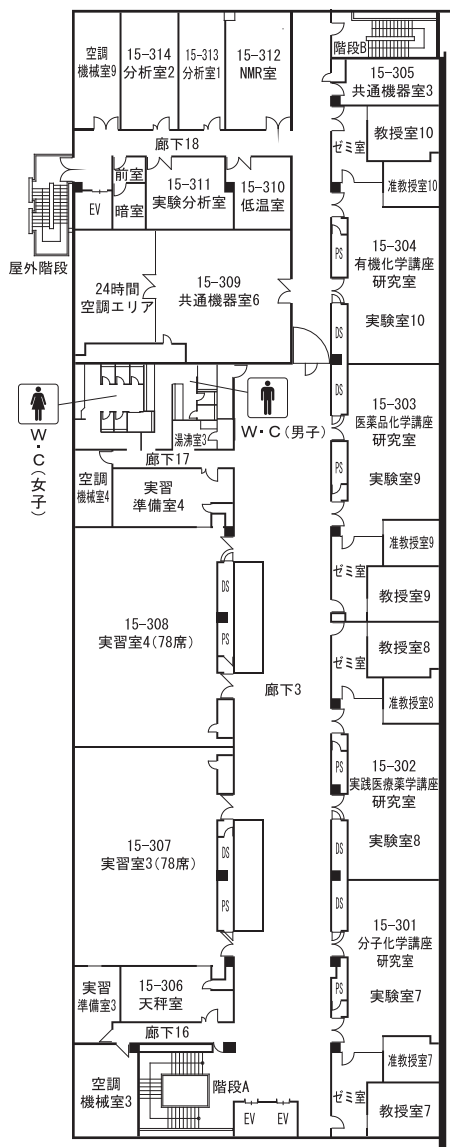 空調
機械室9
15-314
分析室2
15-313
分析室1
15-312
NMR室
階段B
15-305
共通機器室3
ゼミ室
教授室10
准教授室10
廊下18
前室
暗室
EV
15-311
実験分析室
15-310
低温室
屋外階段
24時間
空調エリア
15-309
共通機器室6
PS
15-304
有機化学講座
研究室
実験室10
DS
DS
15-303
医薬品化学講座
研究室
実験室9
PS
W・C(女子)
W・C(男子)
湯沸室3
廊下17
空調
機械室4
実習
準備室4
准教授室9
ゼミ室
教授室9
DS
PS
15-308
実習室4(78席)
廊下3
ゼミ室
教授室8
准教授室8
PS
15-302
実践医療薬学講座
研究室
実験室8
DS
DS
15-307
実習室3(78席)
DS
PS
15-301
分子化学講座
研究室
実験室7
PS
実習
準備室3
15-306
天秤室
廊下16
空調
機械室3
階段A
EV
EV
准教授室7
ゼミ室
教授室7